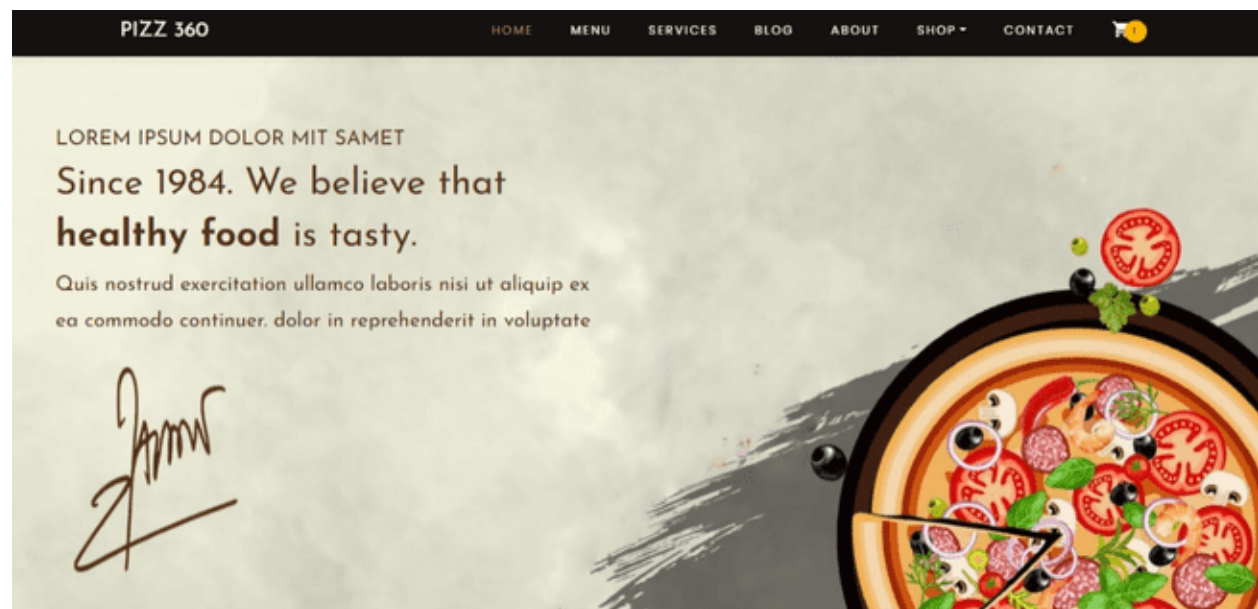 PIZZ 360
HOME MENU SERVICES BLOG ABOUT SHOP CONTACT 1
LOREM IPSUM DOLOR MIT SAMET
Since 1984. We believe that
healthy food is tasty.
Quis nostrud exercitation ullamco laboris nisi ut aliquip ex
ea commodo continuer. dolor in reprehenderit in voluptate